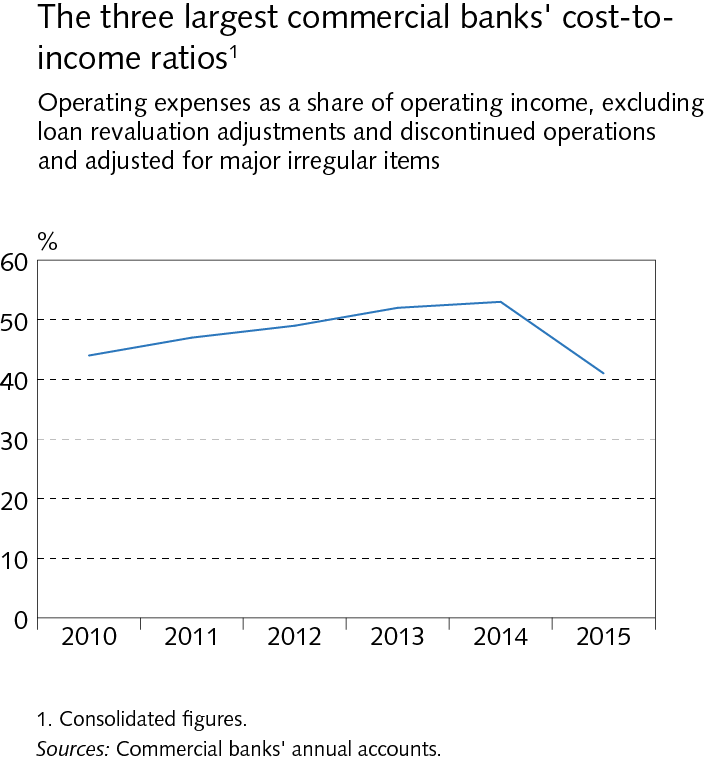 The three largest commercial banks' cost-to-
income ratios¹
Operating expenses as a share of operating income, excluding
loan revaluation adjustments and discontinued operations
and adjusted for major irregular items
%
60
50
40
30
20
10
0
2010 2011 2012 2013 2014 2015
1. Consolidated figures.
Sources: Commercial banks' annual accounts.